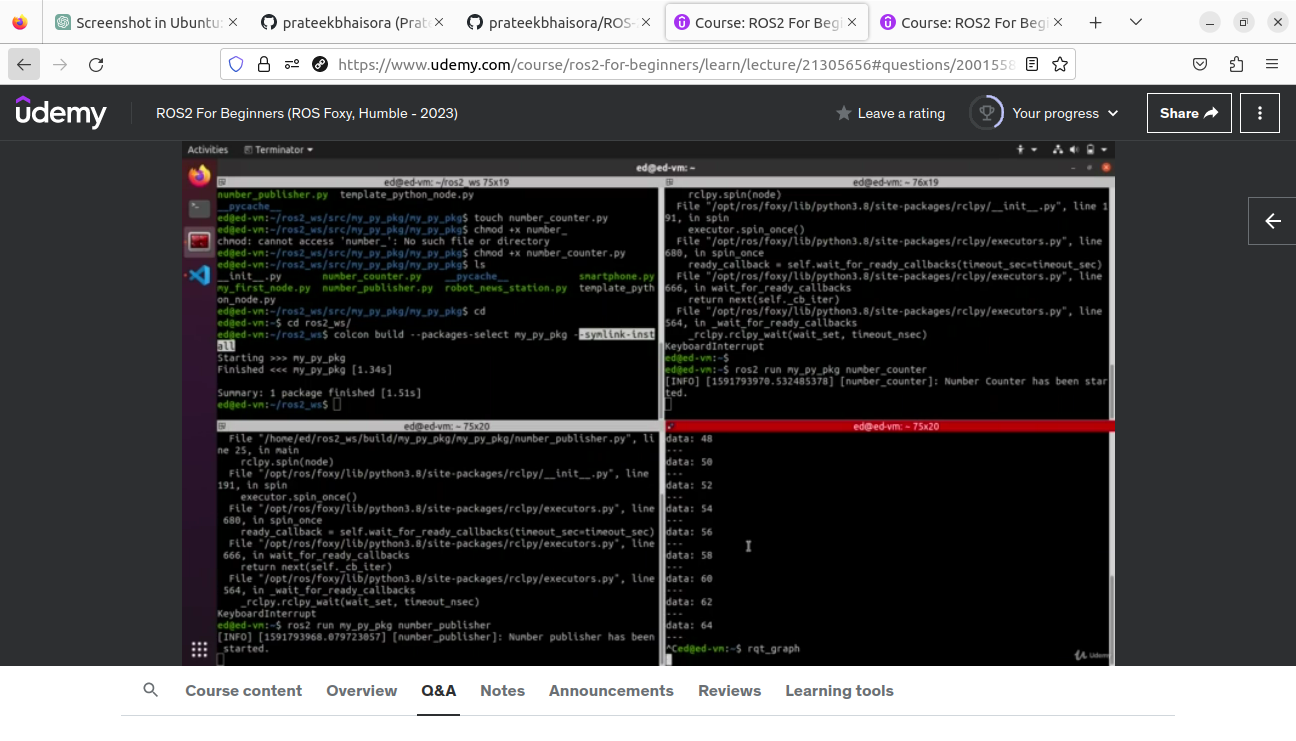 Screenshot in Ubuntu:
prateekbhaisora (Prate
prateekbhaisora/ROS-
Course: ROS2 For Begi
Course: ROS2 For Begi
https://www.udemy.com/course/ros2-for-beginners/learn/lecture/21305656#questions/2001558
udemy
ROS2 For Beginners (ROS Foxy, Humble - 2023)
Leave a rating
Your progress
Share
Activities
Terminator
ed@ed-vm: ~
ed@ed-vm: ~/ros2_ws 75x19
number_publisher.py  template_python_node.py
__pycache__
ed@ed-vm:~/ros2_ws/src/my_py_pkg/my_py_pkg$ touch number_counter.py
ed@ed-vm:~/ros2_ws/src/my_py_pkg/my_py_pkg$ chmod +x number_
chmod: cannot access 'number_': No such file or directory
ed@ed-vm:~/ros2_ws/src/my_py_pkg/my_py_pkg$ chmod +x number_counter.py
ed@ed-vm:~/ros2_ws/src/my_py_pkg/my_py_pkg$ ls
__init__.py       number_counter.py    __pycache__            smartphone.py
my_first_node.py  number_publisher.py  robot_news_station.py  template_pyth
on_node.py
ed@ed-vm:~/ros2_ws/src/my_py_pkg/my_py_pkg$ cd
ed@ed-vm:~$ cd ros2_ws/
ed@ed-vm:~/ros2_ws$ colcon build --packages-select my_py_pkg --symlink-inst
all
Starting >>> my_py_pkg
Finished <<< my_py_pkg [1.34s]
Summary: 1 package finished [1.51s]
ed@ed-vm:~/ros2_ws$
ed@ed-vm: ~ 76x19
rclpy.spin(node)
File "/opt/ros/foxy/lib/python3.8/site-packages/rclpy/__init__.py", line 1
91, in spin
executor.spin_once()
File "/opt/ros/foxy/lib/python3.8/site-packages/rclpy/executors.py", line
680, in spin_once
ready_callback = self.wait_for_ready_callbacks(timeout_sec=timeout_sec)
File "/opt/ros/foxy/lib/python3.8/site-packages/rclpy/executors.py", line
666, in wait_for_ready_callbacks
return next(self._cb_iter)
File "/opt/ros/foxy/lib/python3.8/site-packages/rclpy/executors.py", line
564, in _wait_for_ready_callbacks
_rclpy.rclpy_wait(wait_set, timeout_nsec)
KeyboardInterrupt
ed@ed-vm:~$
ed@ed-vm:~$ ros2 run my_py_pkg number_counter
[INFO] [1591793970.532485378] [number_counter]: Number Counter has been star
ted.
ed@ed-vm: ~ 75x20
File "/home/ed/ros2_ws/build/my_py_pkg/my_py_pkg/number_publisher.py", li
ne 25, in main
rclpy.spin(node)
File "/opt/ros/foxy/lib/python3.8/site-packages/rclpy/__init__.py", line
191, in spin
executor.spin_once()
File "/opt/ros/foxy/lib/python3.8/site-packages/rclpy/executors.py", line
680, in spin_once
ready_callback = self.wait_for_ready_callbacks(timeout_sec=timeout_sec)
File "/opt/ros/foxy/lib/python3.8/site-packages/rclpy/executors.py", line
666, in wait_for_ready_callbacks
return next(self._cb_iter)
File "/opt/ros/foxy/lib/python3.8/site-packages/rclpy/executors.py", line
564, in _wait_for_ready_callbacks
_rclpy.rclpy_wait(wait_set, timeout_nsec)
KeyboardInterrupt
ed@ed-vm:~$ ros2 run my_py_pkg number_publisher
[INFO] [1591793968.079723057] [number_publisher]: Number publisher has been
started.
ed@ed-vm: ~ 75x20
data: 48
---
data: 50
---
data: 52
---
data: 54
---
data: 56
---
data: 58
---
data: 60
---
data: 62
---
data: 64
---
^Ced@ed-vm:~$ rqt_graph
Udemy
Course content
Overview
Q&A
Notes
Announcements
Reviews
Learning tools